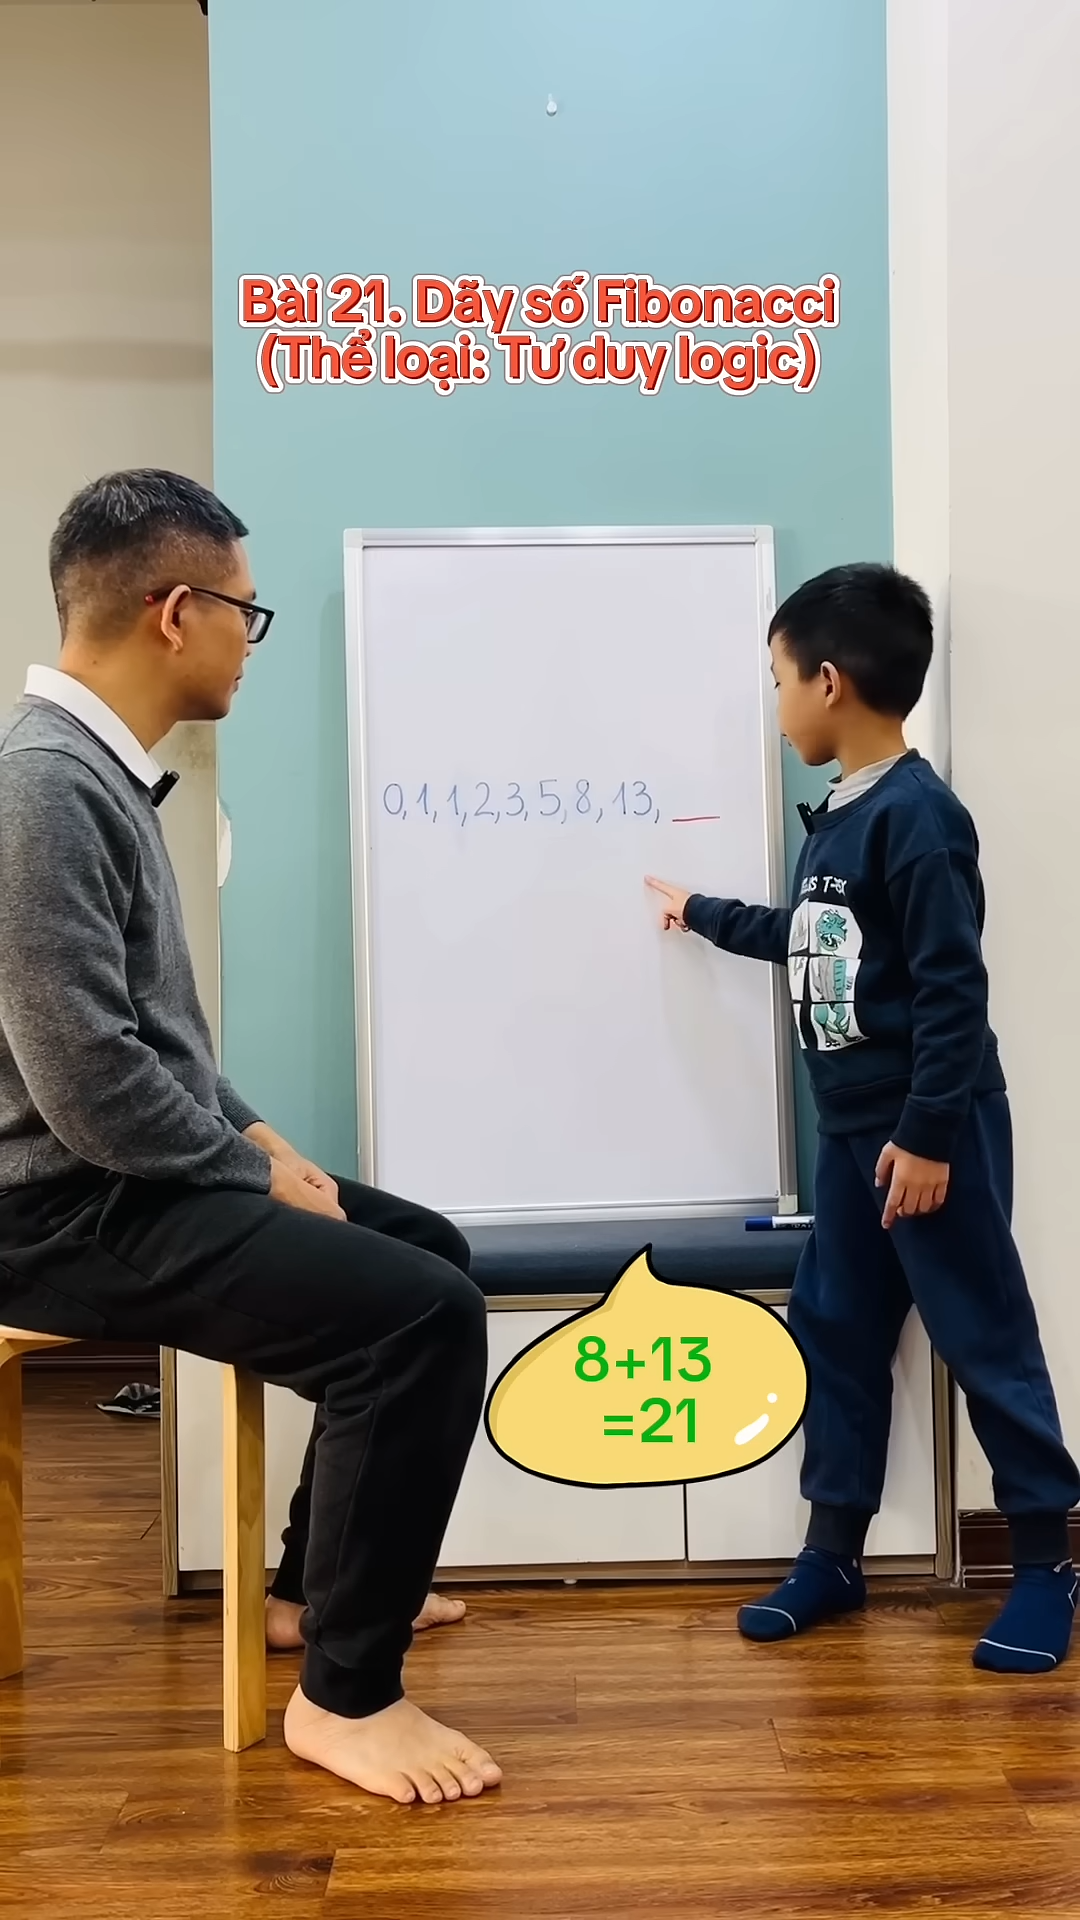 Bài 21. Dãy số Fibonacci
(Thể loại: Tư duy logic)
0, 1, 1, 2, 3, 5, 8, 13, __
8+13
=21